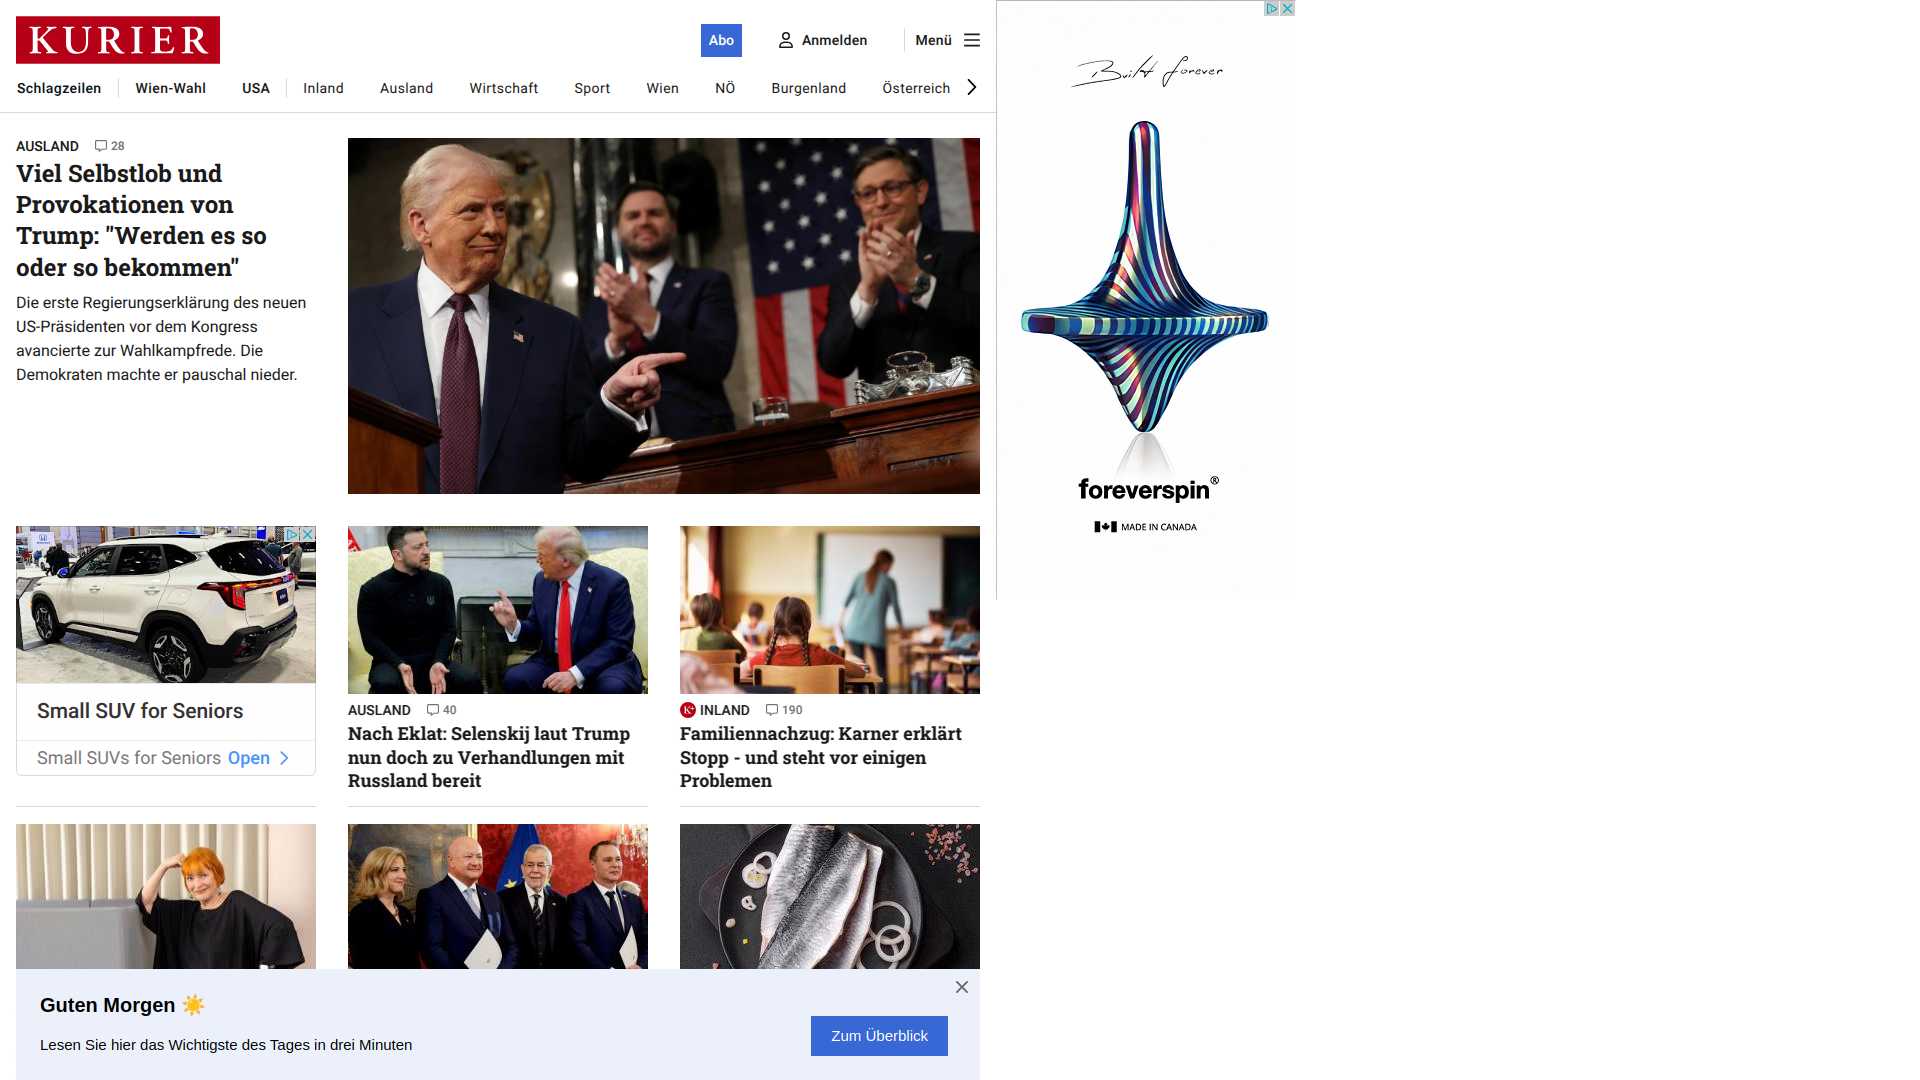 KURIER
Abo
Anmelden
Menü
Schlagzeilen
Wien-Wahl
USA
Inland
Ausland
Wirtschaft
Sport
Wien
NÖ
Burgenland
Österreich
AUSLAND 28
Viel Selbstlob und
Provokationen von
Trump: "Werden es so
oder so bekommen"
Die erste Regierungserklärung des neuen
US-Präsidenten vor dem Kongress
avancierte zur Wahlkampfrede. Die
Demokraten machte er pauschal nieder.
Built forever
foreverspin®
MADE IN CANADA
Small SUV for Seniors
Small SUVs for Seniors Open
AUSLAND 40
Nach Eklat: Selenskij laut Trump
nun doch zu Verhandlungen mit
Russland bereit
K+ INLAND 190
Familiennachzug: Karner erklärt
Stopp - und steht vor einigen
Problemen
Guten Morgen ☀️
Lesen Sie hier das Wichtigste des Tages in drei Minuten
Zum Überblick